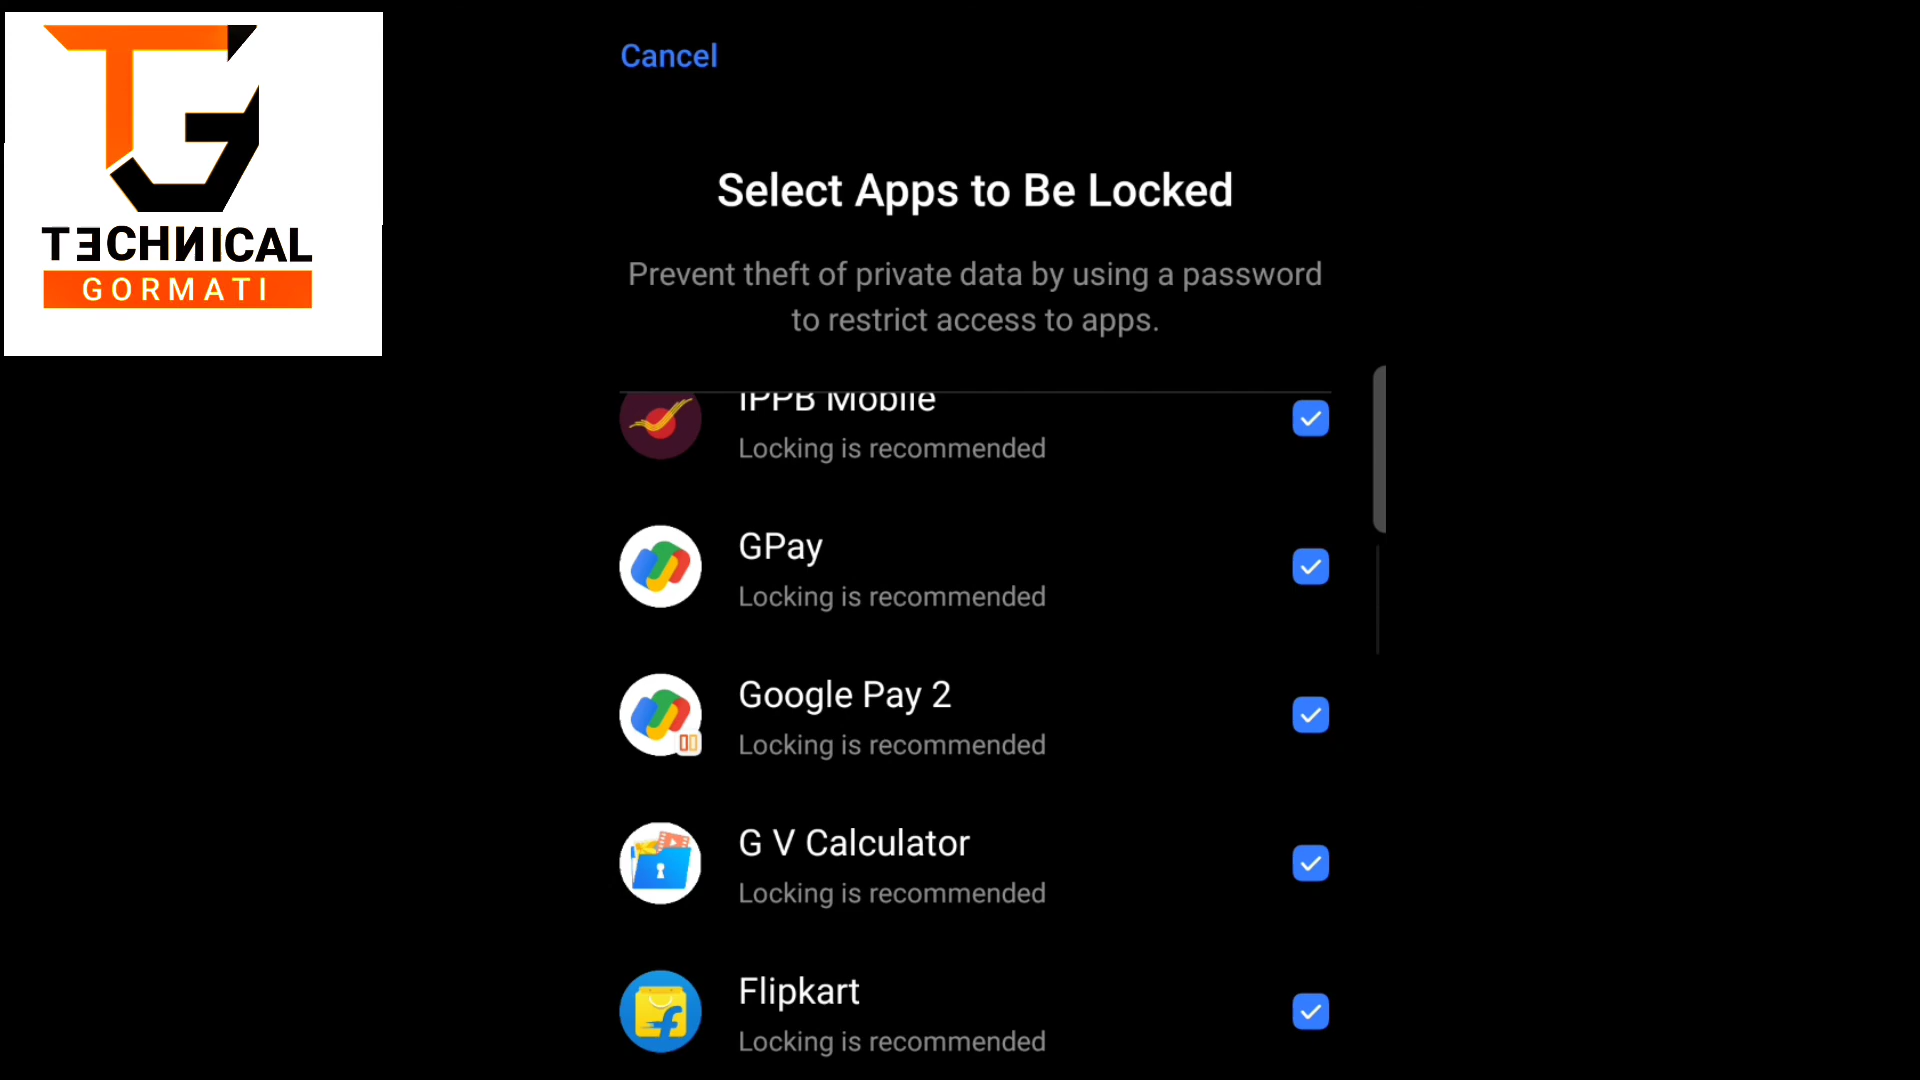 TECHNICAL
GORMATI
Cancel
Select Apps to Be Locked
Prevent theft of private data by using a password
to restrict access to apps.
IPPB Mobile
Locking is recommended
GPay
Locking is recommended
Google Pay 2
Locking is recommended
G V Calculator
Locking is recommended
Flipkart
Locking is recommended